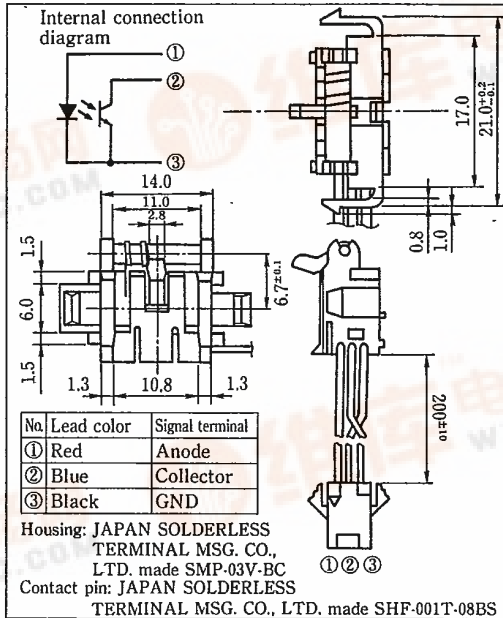 Internal connection
diagram
①
②
③
14.0
11.0
2.8
1.5
6.0
1.5
6.7±0.1
1.3
10.8
1.3
17.0
21.0+0.2 -0.1
0.8
1.0
200±10
No. Lead color Signal terminal
① Red Anode
② Blue Collector
③ Black GND
Housing: JAPAN SOLDERLESS
TERMINAL MSG. CO.,
LTD. made SMP-03V-BC
Contact pin: JAPAN SOLDERLESS
TERMINAL MSG. CO., LTD. made SHF-001T-08BS
① ② ③